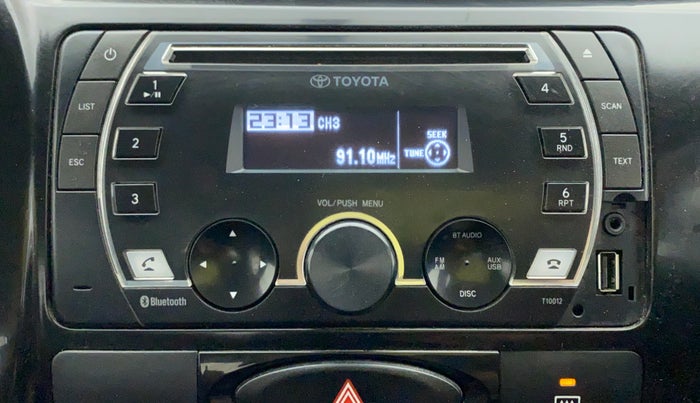 TOYOTA
LIST
ESC
1
2
3
23:13 CH3
SEEK
TUNE
91.10MHz
4
5
RND
6
RPT
SCAN
TEXT
VOL/PUSH MENU
BT AUDIO
FM
AM
AUX
USB
DISC
Bluetooth
T10012